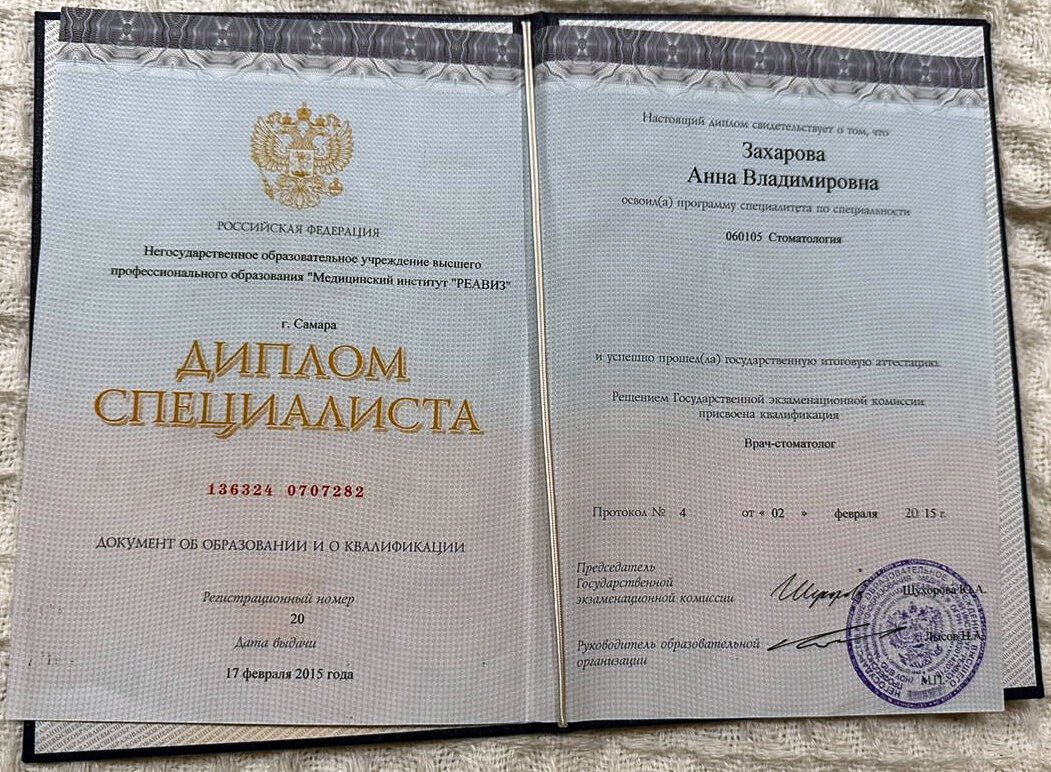 РОССИЙСКАЯ ФЕДЕРАЦИЯ
Негосударственное образовательное учреждение высшего
профессионального образования "Медицинский институт "РЕАВИЗ"
г. Самара
ДИПЛОМ
СПЕЦИАЛИСТА
136324 0707282
ДОКУМЕНТ ОБ ОБРАЗОВАНИИ И О КВАЛИФИКАЦИИ
Регистрационный номер
20
Дата выдачи
17 февраля 2015 года
Настоящий диплом свидетельствует о том, что
Захарова
Анна Владимировна
освоил(а) программу специалитета по специальности
060105 Стоматология
и успешно прошел(ла) государственную итоговую аттестацию.
Решением Государственной экзаменационной комиссии
присвоена квалификация
Врач-стоматолог
Протокол № 4 от « 02 » февраля 20 15 г.
Председатель
Государственной
экзаменационной комиссии
Щухорова Ю.А.
Руководитель образовательной
организации
Лысов Н.А.
М.П.